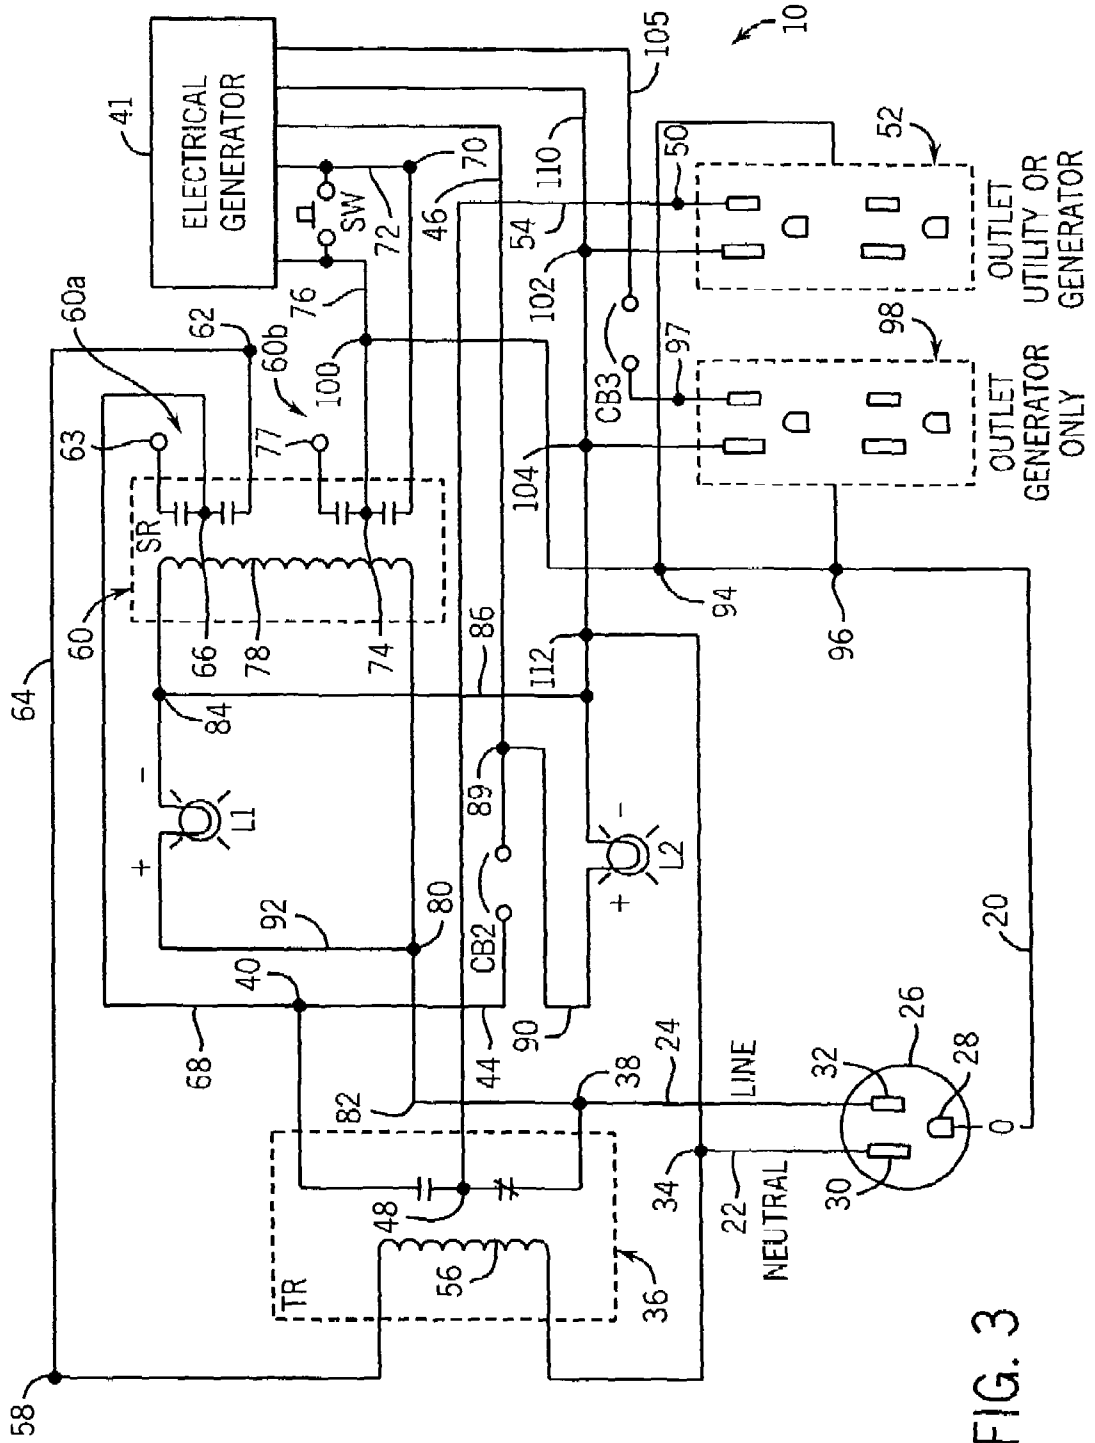 41
ELECTRICAL
GENERATOR
105
10
64
60a
62
63
SR
60
60b
77
76
100
SW
72
70
46
110
54
50
102
52
OUTLET
UTILITY OR
GENERATOR
CB3
97
98
104
OUTLET
GENERATOR
ONLY
66
78
74
86
112
94
96
84
-
+
L1
89
-
+
L2
92
80
CB2
40
68
44
90
82
38
24
LINE
26
32
28
20
O
30
34
22
NEUTRAL
48
56
TR
36
58
FIG. 3